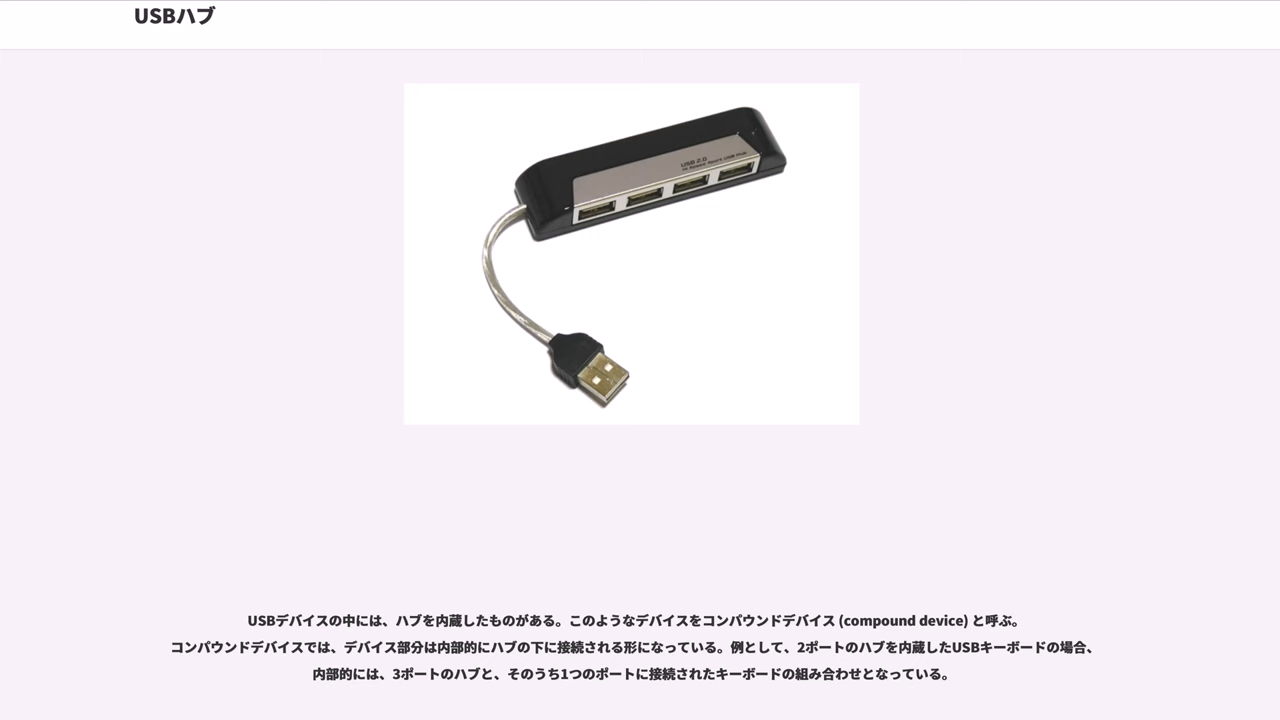 USBハブ
USB 2.0
USBデバイスの中には、ハブを内蔵したものがある。このようなデバイスをコンパウンドデバイス (compound device) と呼ぶ。
コンパウンドデバイスでは、デバイス部分は内部的にハブの下に接続される形になっている。例として、2ポートのハブを内蔵したUSBキーボードの場合、
内部的には、3ポートのハブと、そのうち1つのポートに接続されたキーボードの組み合わせとなっている。